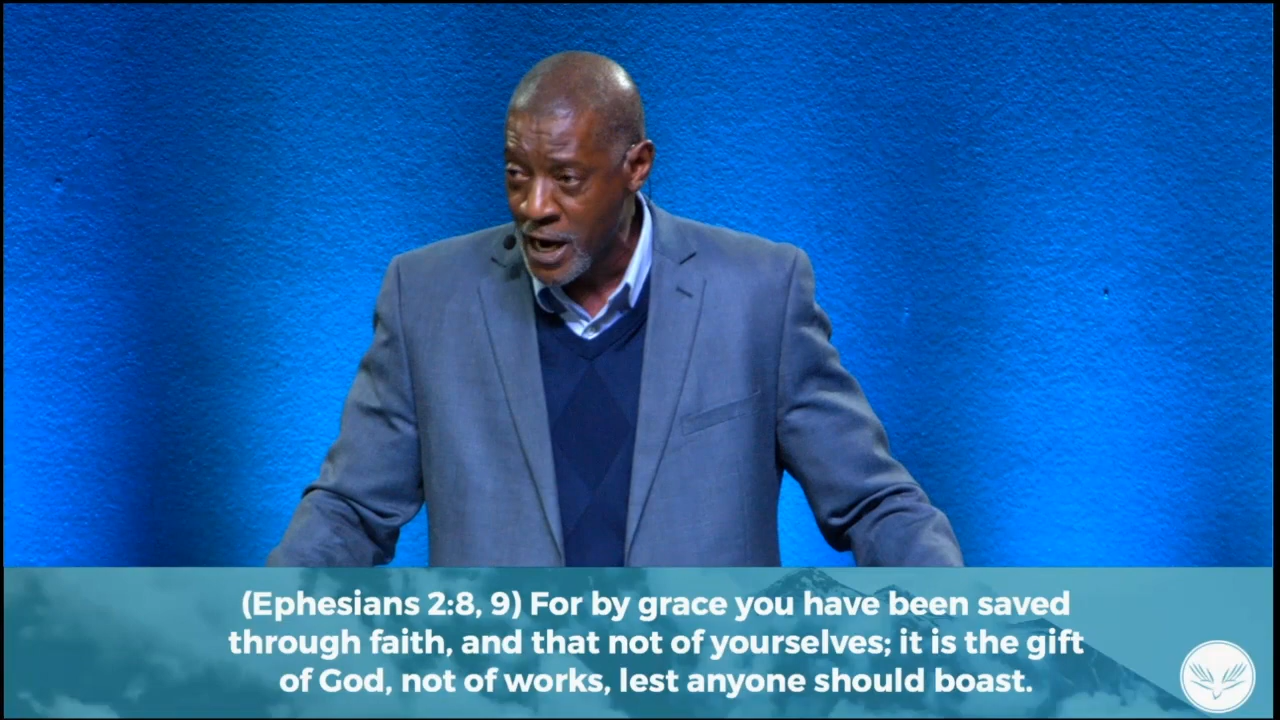 (Ephesians 2:8, 9) For by grace you have been saved
through faith, and that not of yourselves; it is the gift
of God, not of works, lest anyone should boast.